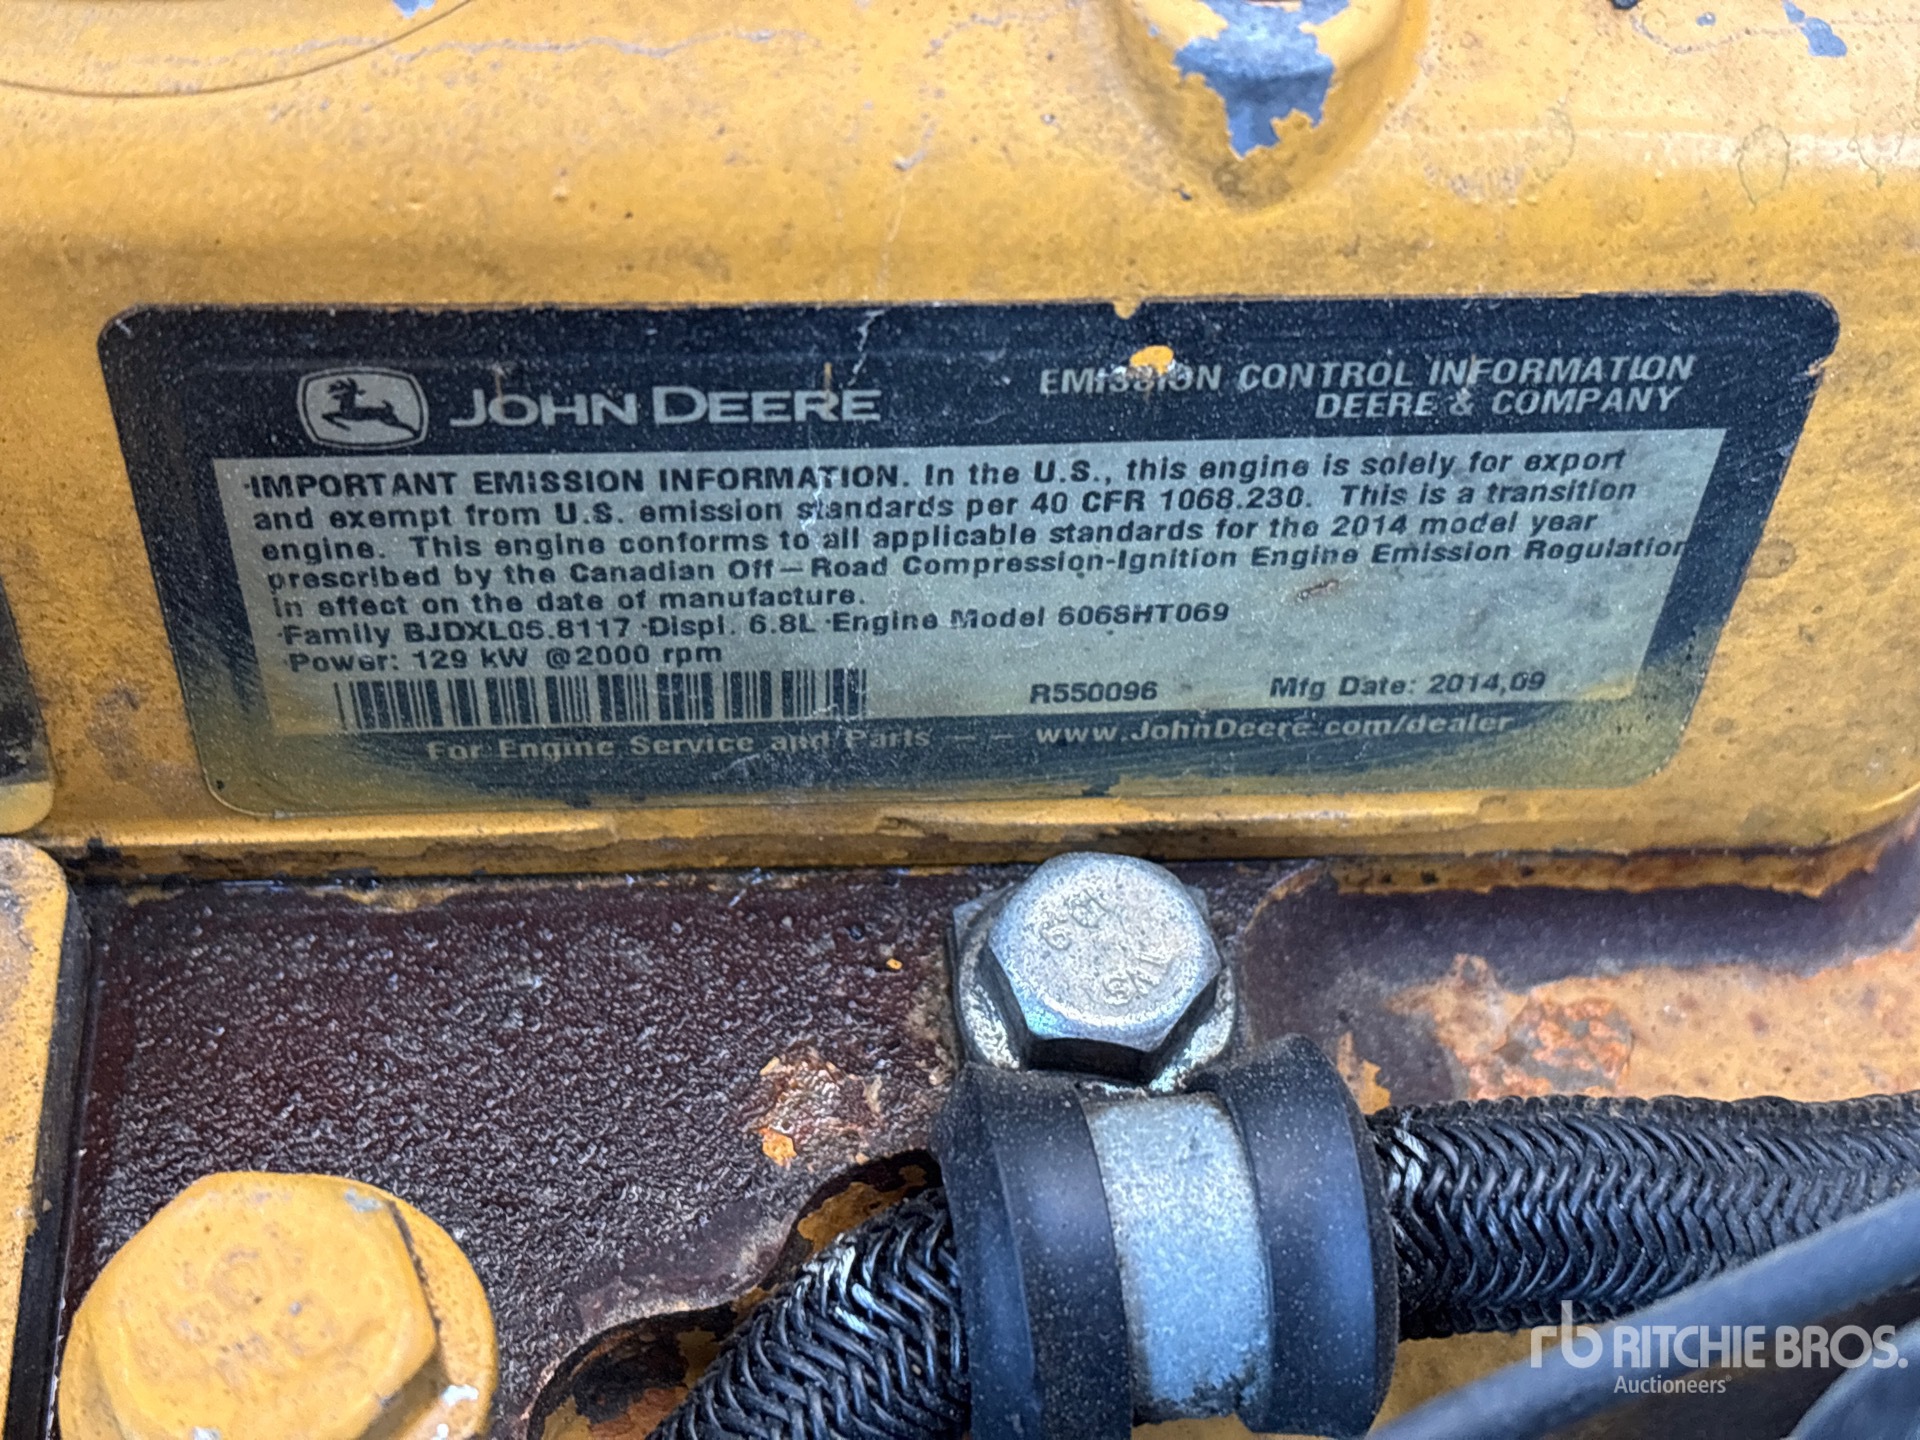 JOHN DEERE
EMISSION CONTROL INFORMATION
DEERE & COMPANY
IMPORTANT EMISSION INFORMATION. In the U.S., this engine is solely for export
and exempt from U.S. emission standards per 40 CFR 1068.230. This is a transition
engine. This engine conforms to all applicable standards for the 2014 model year
prescribed by the Canadian Off-Road Compression-Ignition Engine Emission Regulation
in effect on the date of manufacture.
·Family BJDXL06.8117 ·Displ. 6.8L ·Engine Model 6068HT069
·Power: 129 kW @2000 rpm
R550096 Mfg Date: 2014,09
For Engine Service and Parts - - www.JohnDeere.com/dealer
rb RITCHIE BROS.
Auctioneers